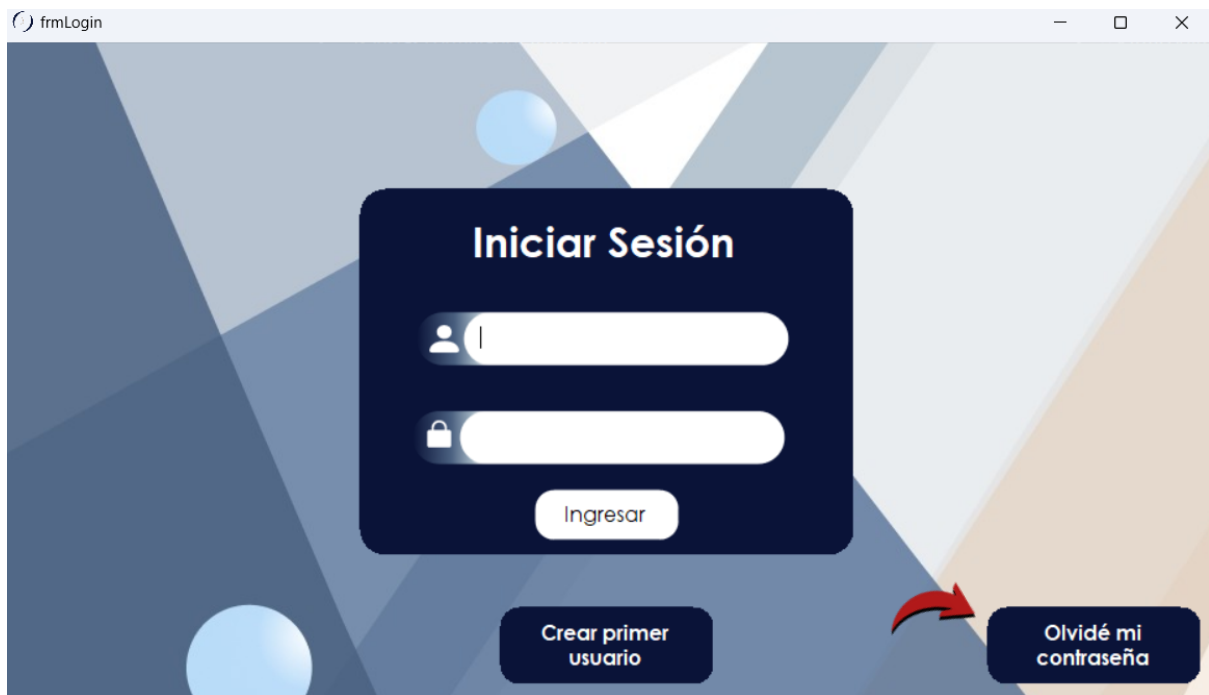 frmLogin
Iniciar Sesión
Ingresar
Crear primer
usuario
Olvidé mi
contraseña